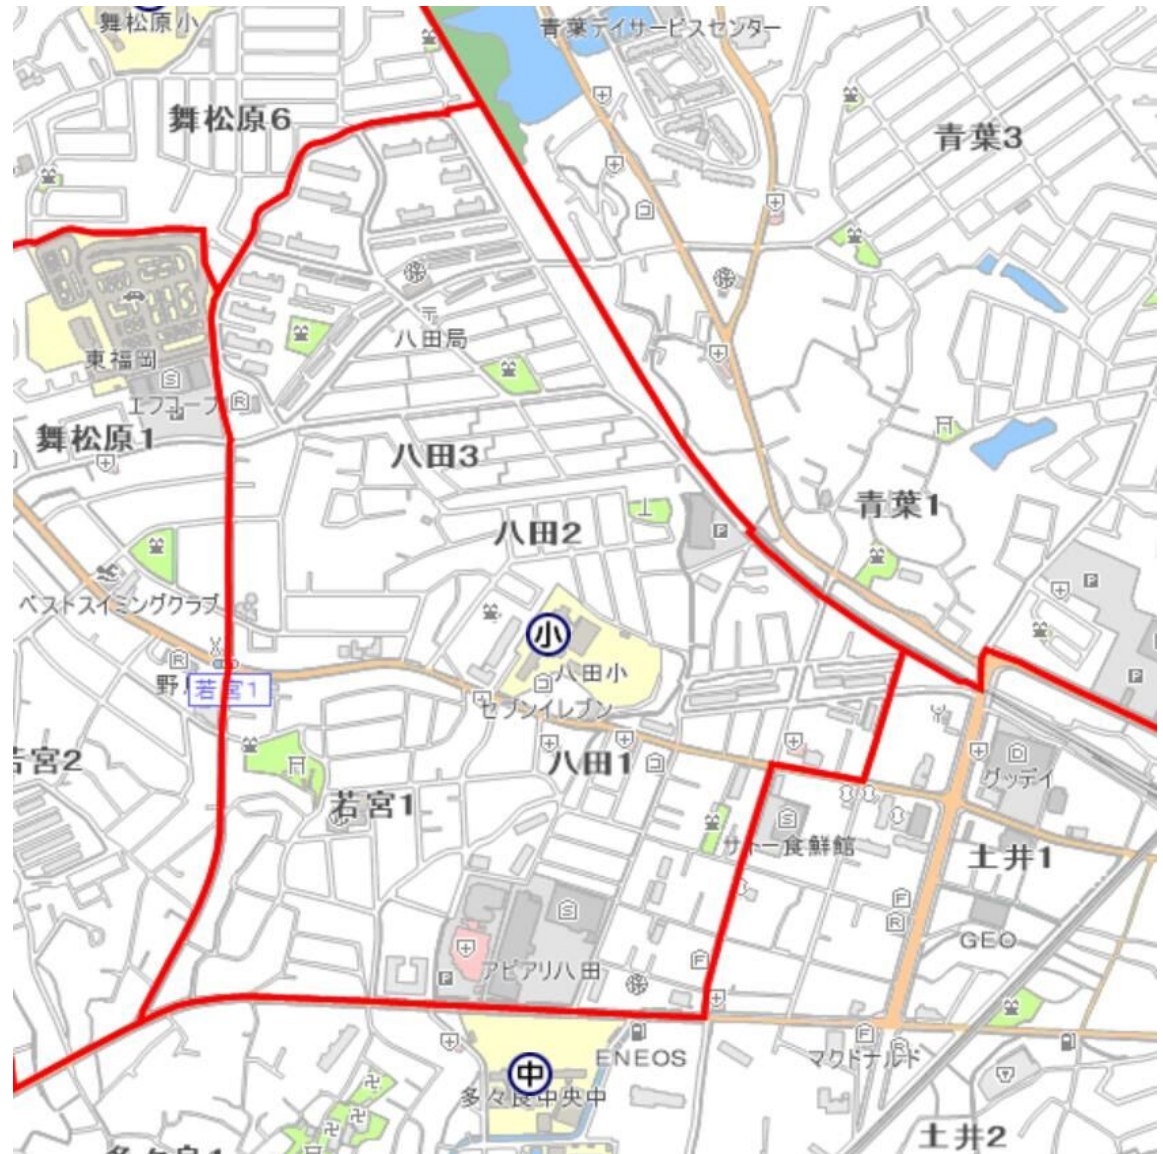 舞松原小
青葉デイサービスセンター
舞松原6
青葉3
八田局
東福岡
エフコープ
舞松原1
八田3
青葉1
八田2
ベストスイミングクラブ
小
八田小
若宮1
セブンイレブン
八田1
グッデイ
若宮1
サトー食鮮館
土井1
GEO
アピアリ八田
ENEOS
マクドナルド
中
多々良中央中
土井2